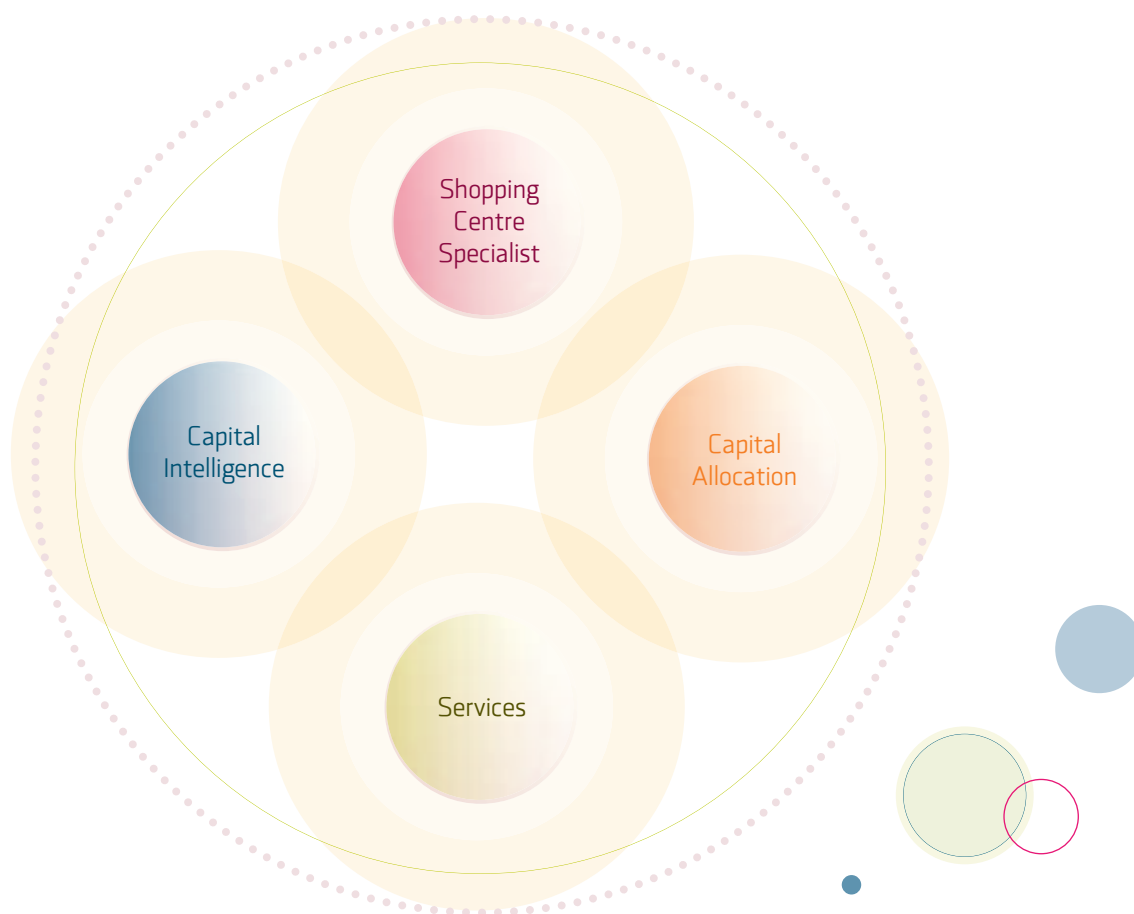 Shopping
Centre
Specialist
Capital
Intelligence
Capital
Allocation
Services